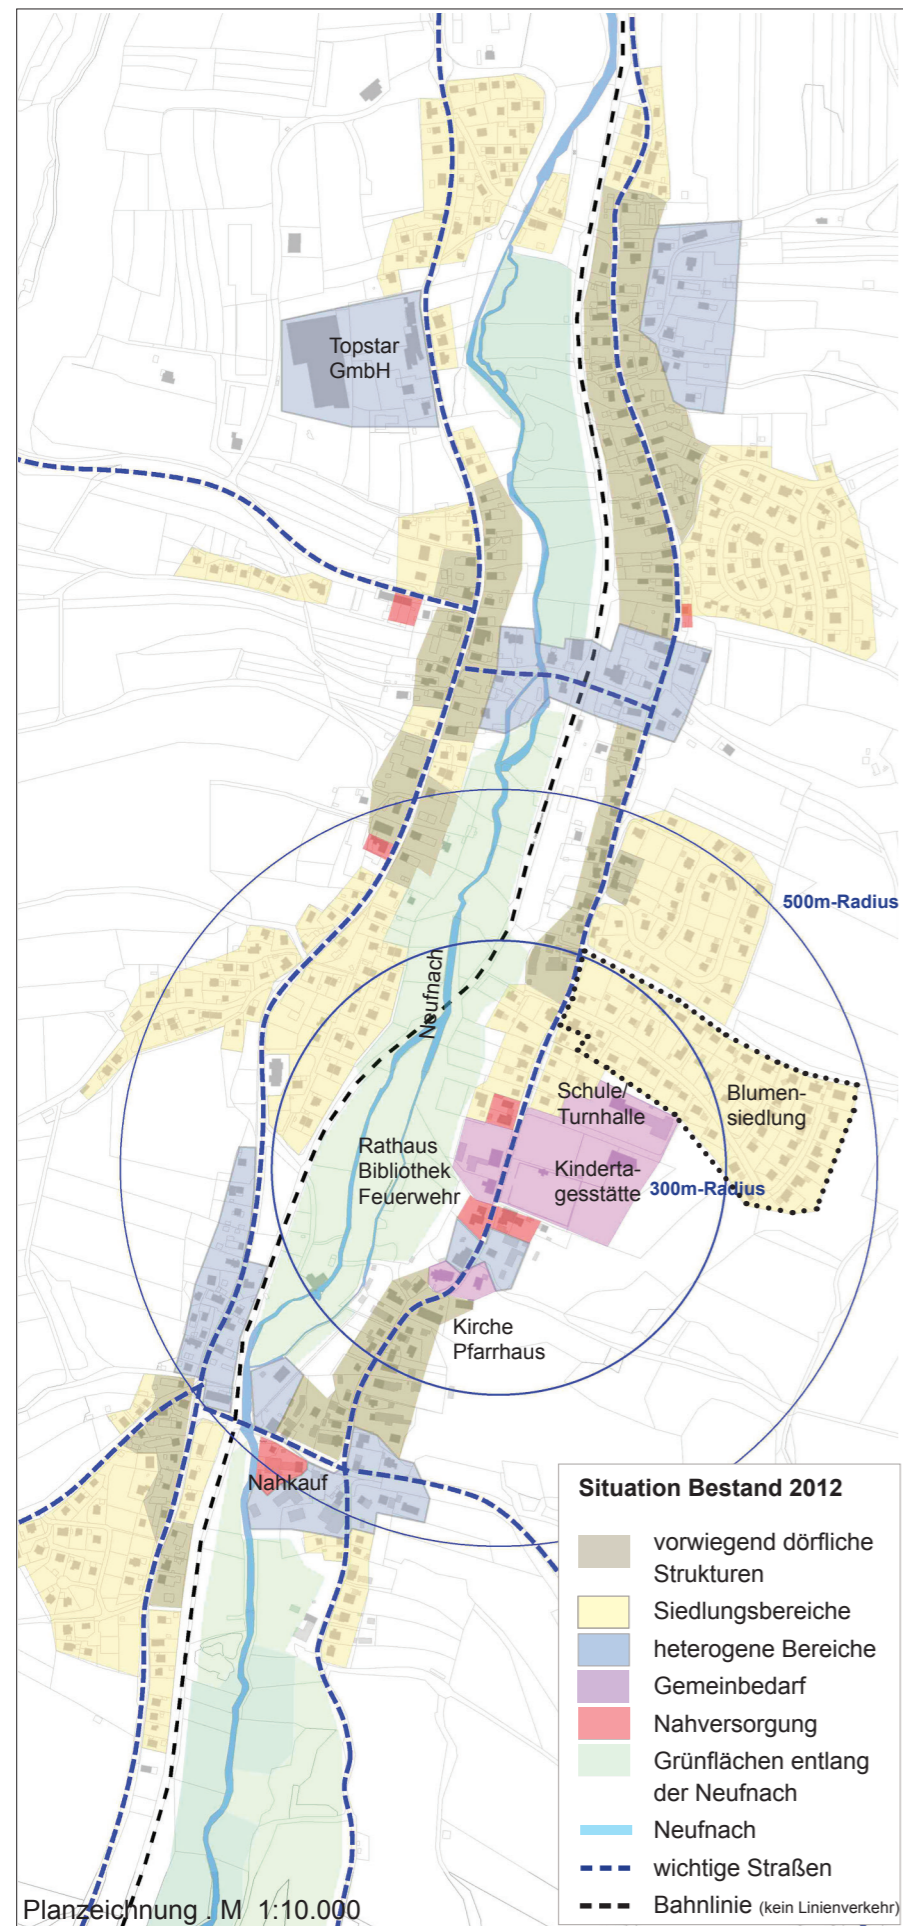 Topstar
GmbH
500m-Radius
Neufnach
Schule/
Turnhalle
Blumen-
siedlung
Rathaus
Bibliothek
Feuerwehr
Kinderta-
gesstätte
300m-Radius
Kirche
Pfarrhaus
Nahkauf
Situation Bestand 2012
vorwiegend dörfliche
Strukturen
Siedlungsbereiche
heterogene Bereiche
Gemeinbedarf
Nahversorgung
Grünflächen entlang
der Neufnach
Neufnach
wichtige Straßen
Bahnlinie (kein Linienverkehr)
Planzeichnung . M 1:10.000